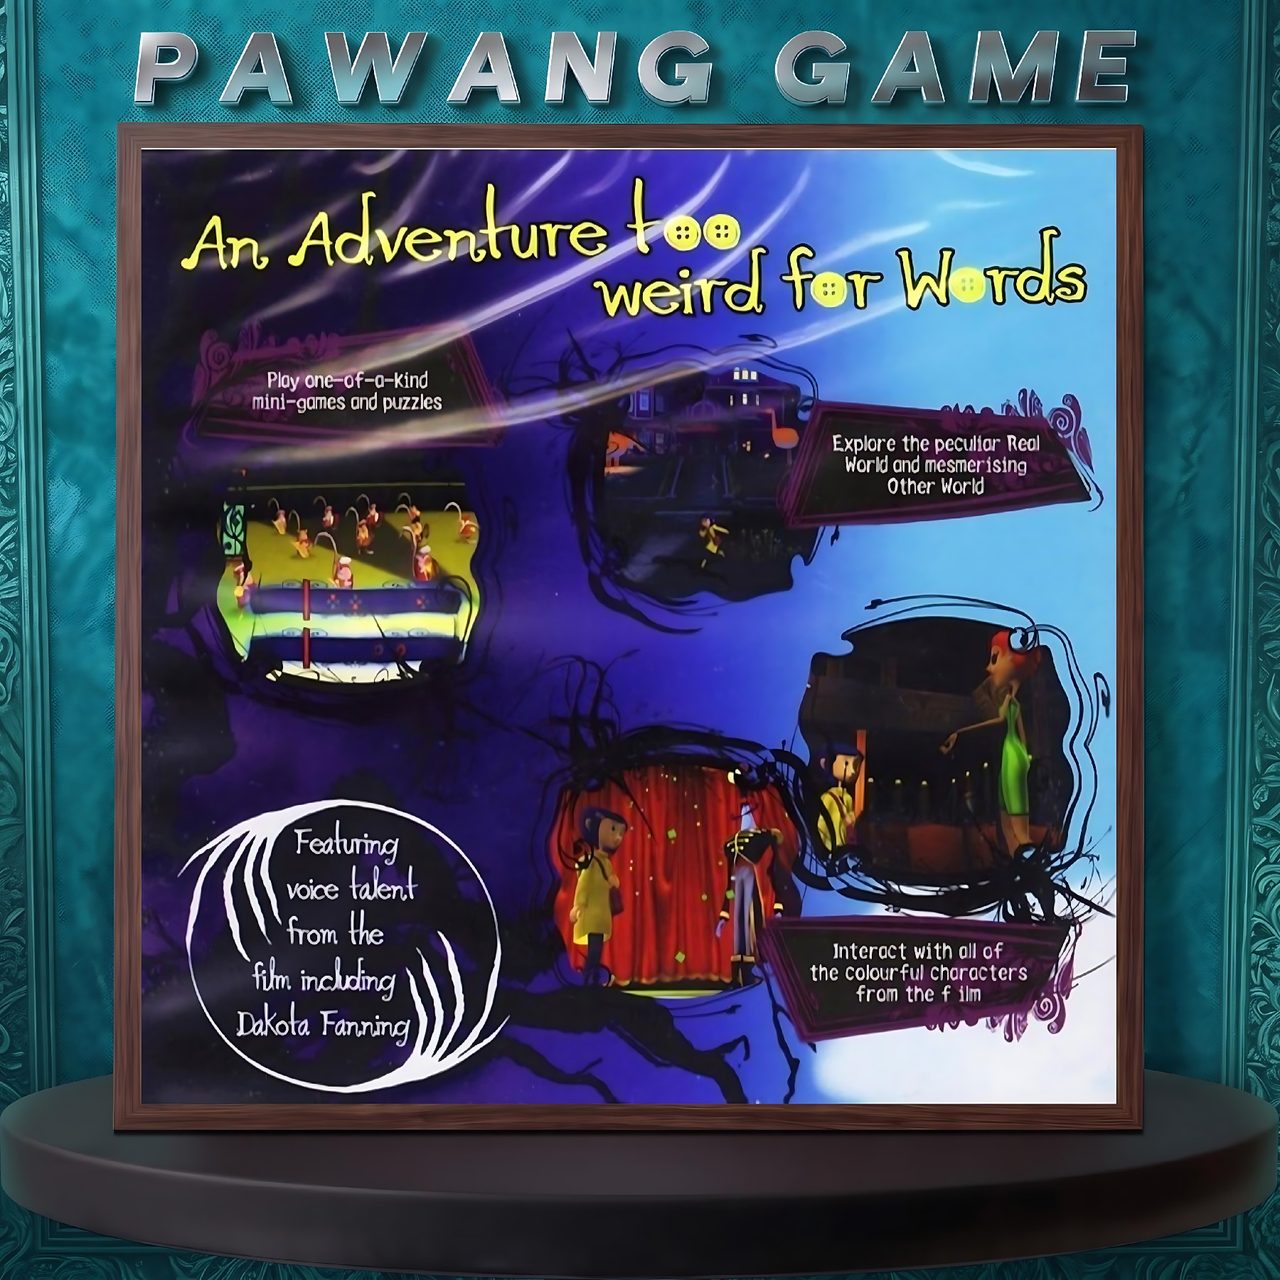 PAWANG GAME
An Adventure too
weird for Words
Play one-of-a-kind
mini-games and puzzles
Explore the peculiar Real
World and mesmerising
Other World
Featuring
voice talent
from the
film including
Dakota Fanning
Interact with all of
the colourful characters
from the film